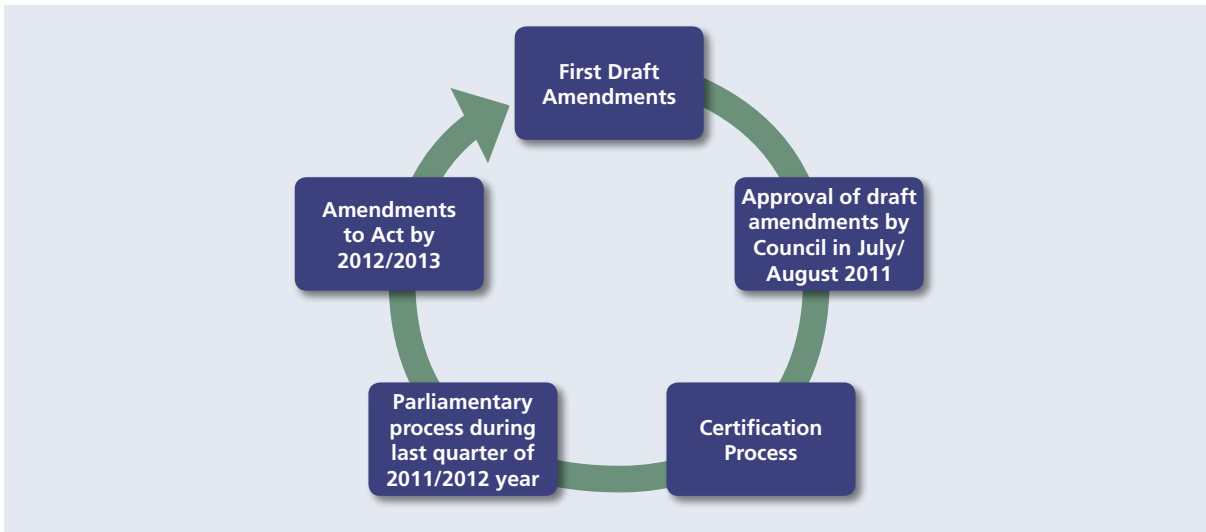 First Draft
Amendments
Approval of draft
amendments by
Council in July/
August 2011
Certification
Process
Parliamentary
process during
last quarter of
2011/2012 year
Amendments
to Act by
2012/2013